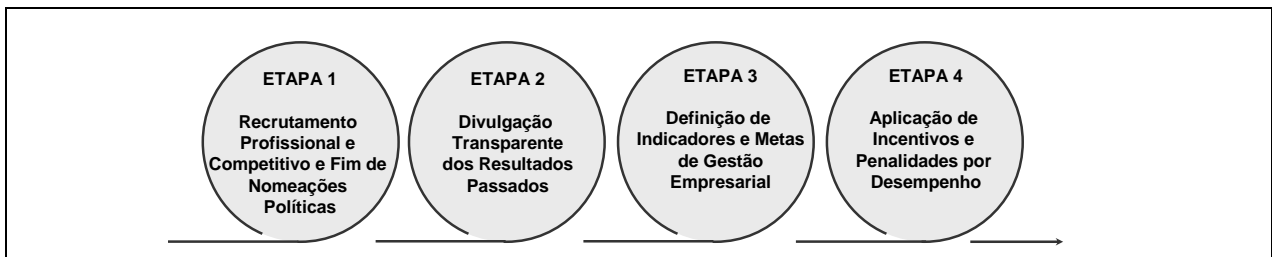 ETAPA 1
Recrutamento
Profissional e
Competitivo e Fim de
Nomeações
Políticas
ETAPA 2
Divulgação
Transparente
dos Resultados
Passados
ETAPA 3
Definição de
Indicadores e Metas
de Gestão
Empresarial
ETAPA 4
Aplicação de
Incentivos e
Penalidades por
Desempenho